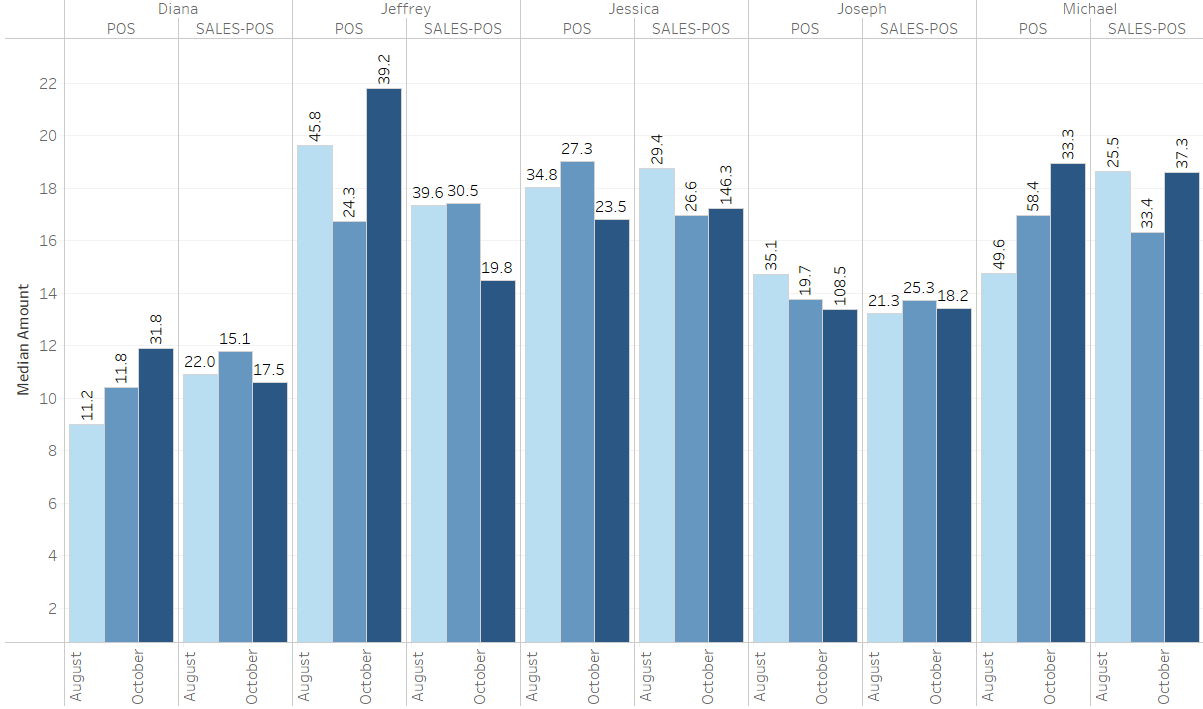 Diana Jeffrey Jessica Joseph Michael
POS SALES-POS POS SALES-POS POS SALES-POS POS SALES-POS POS SALES-POS
Median Amount
22
20
18
16
14
12
10
8
6
4
2
11.2 11.8 31.8 22.0 15.1 17.5 45.8 24.3 39.2 39.6 30.5 19.8 34.8 27.3 23.5 29.4 26.6 146.3 35.1 19.7 108.5 21.3 25.3 18.2 49.6 58.4 33.3 25.5 33.4 37.3
August October August October August October August October August October August October August October August October August October August October